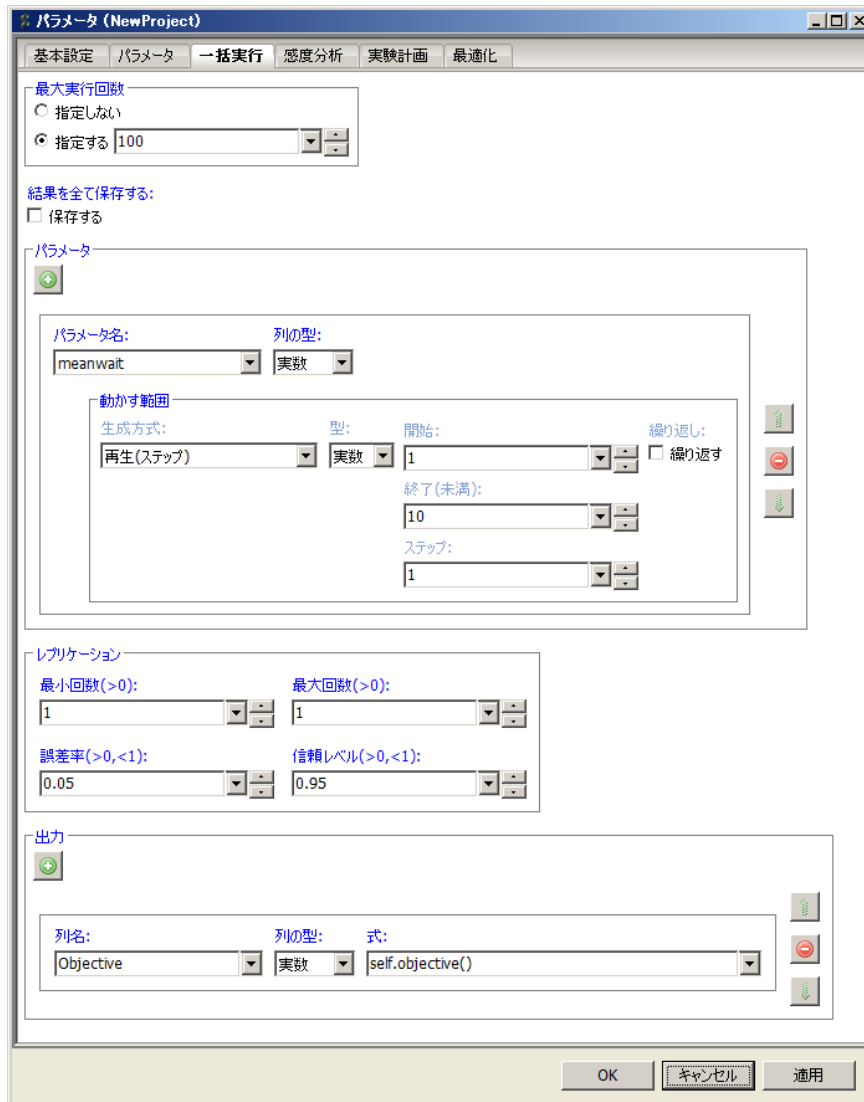 パラメータ (NewProject)
基本設定 パラメータ 一括実行 感度分析 実験計画 最適化
最大実行回数
指定しない
指定する 100
結果を全て保存する:
保存する
パラメータ
パラメータ名: 列の型:
meanwait 実数
動かす範囲
生成方式: 型: 開始: 繰り返し:
再生(ステップ) 実数 1 繰り返す
終了(未満):
10
ステップ:
1
レプリケーション
最小回数(>0): 最大回数(>0):
1 1
誤差率(>0,<1): 信頼レベル(>0,<1):
0.05 0.95
出力
列名: 列の型: 式:
Objective 実数 self.objective()
OK キャンセル 適用